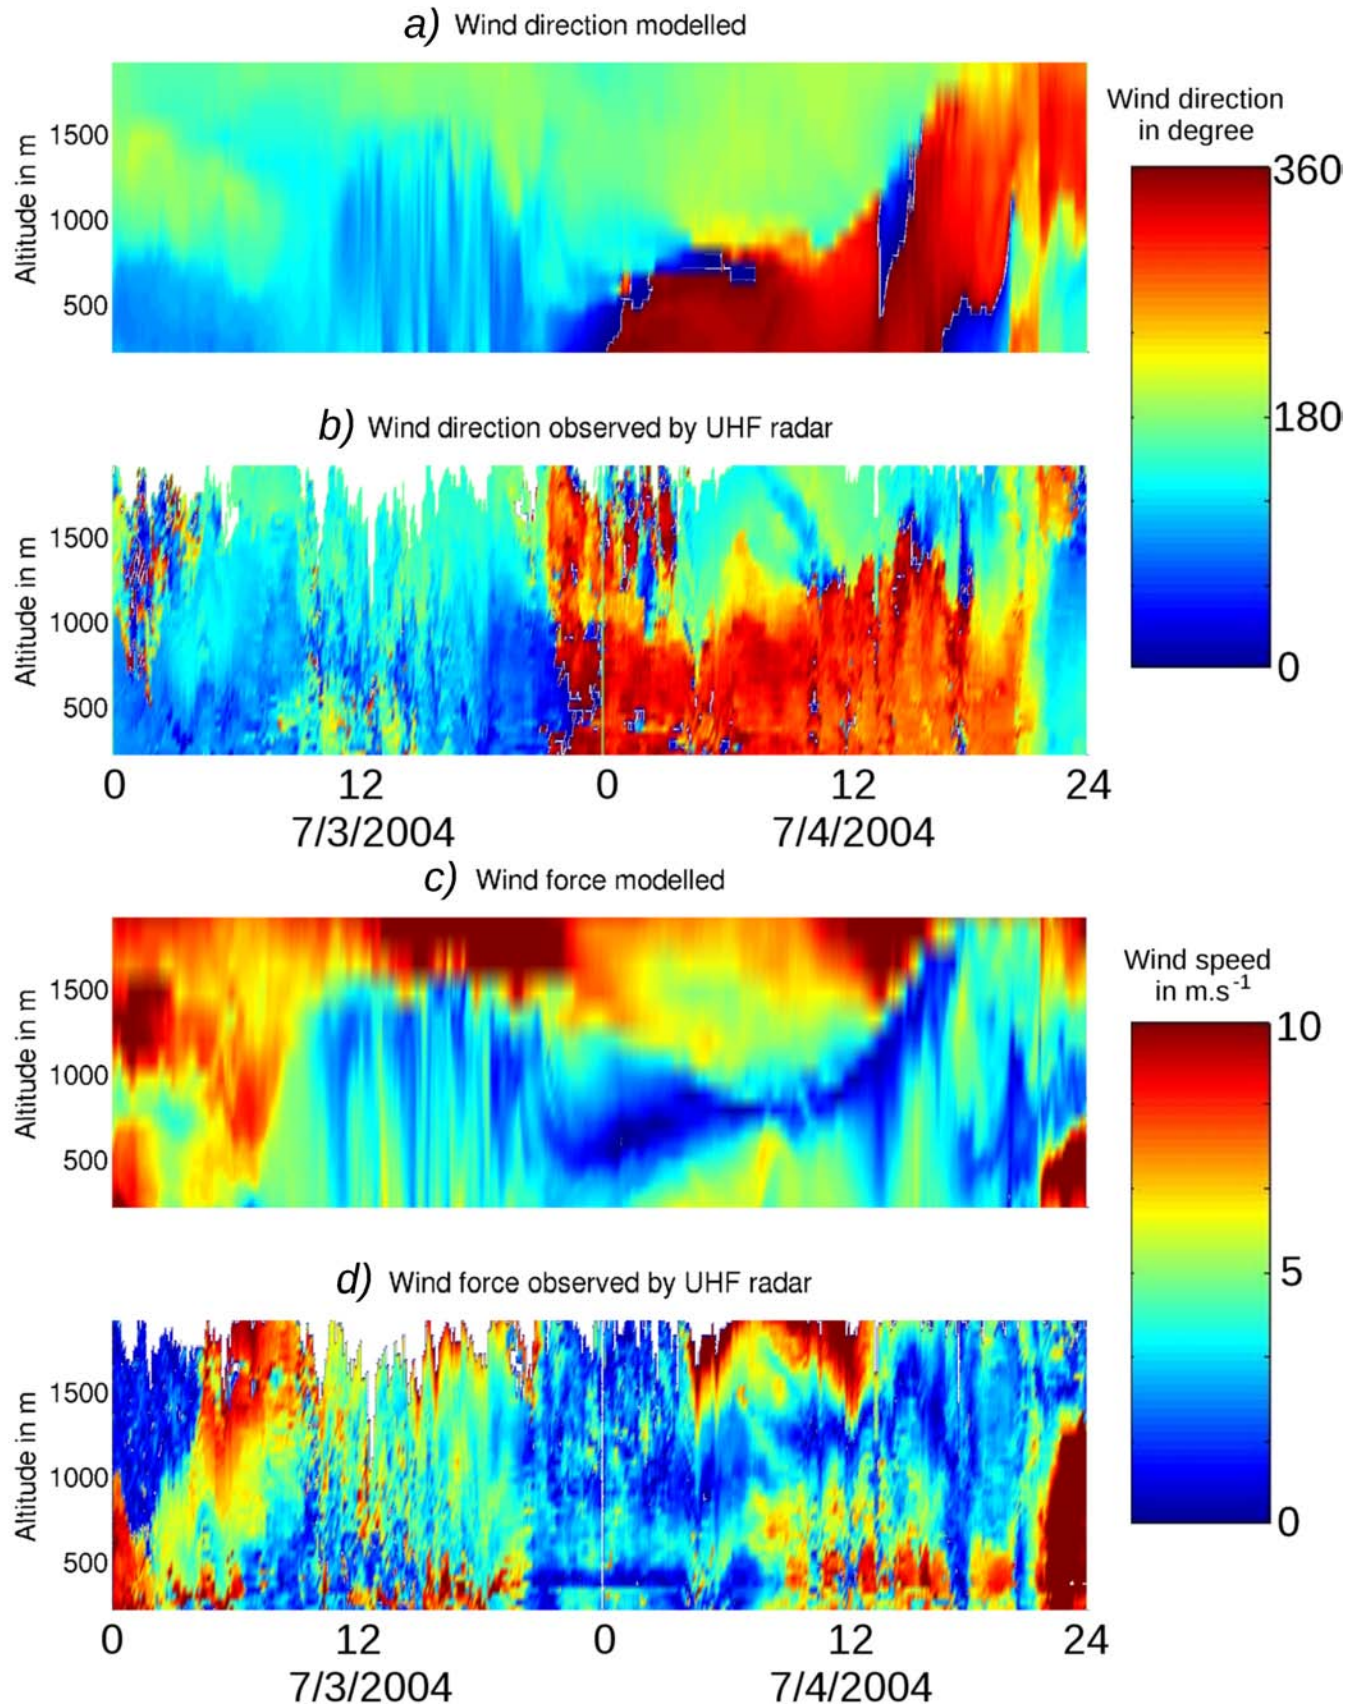 a) Wind direction modelled
Altitude in m
1500
1000
500
Wind direction
in degree
360
180
0
b) Wind direction observed by UHF radar
Altitude in m
1500
1000
500
0 12 0 12 24
7/3/2004 7/4/2004
c) Wind force modelled
Altitude in m
1500
1000
500
Wind speed
in m.s-1
10
5
0
d) Wind force observed by UHF radar
Altitude in m
1500
1000
500
0 12 0 12 24
7/3/2004 7/4/2004